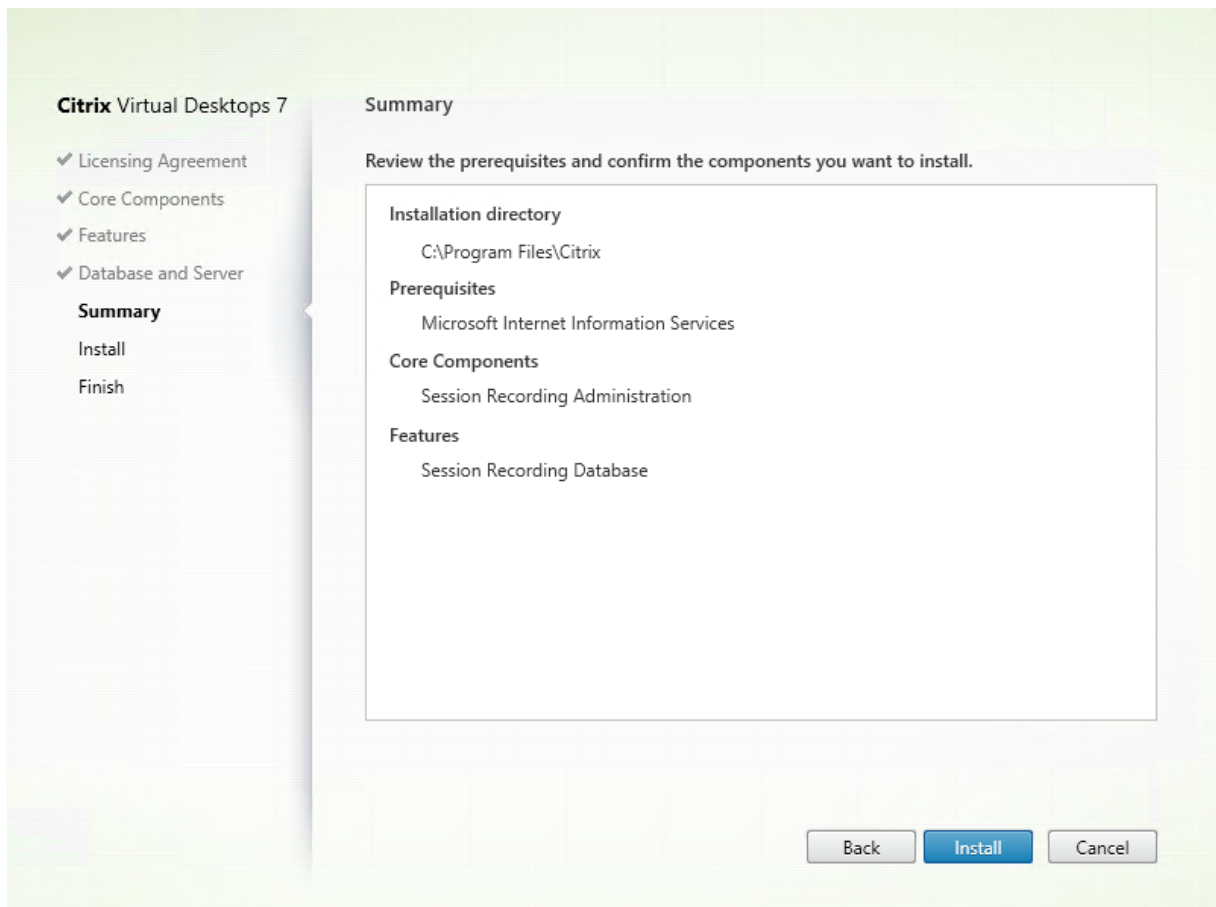 Citrix Virtual Desktops 7
Licensing Agreement
Core Components
Features
Database and Server
Summary
Install
Finish
Summary
Review the prerequisites and confirm the components you want to install.
Installation directory
C:\Program Files\Citrix
Prerequisites
Microsoft Internet Information Services
Core Components
Session Recording Administration
Features
Session Recording Database
Back
Install
Cancel